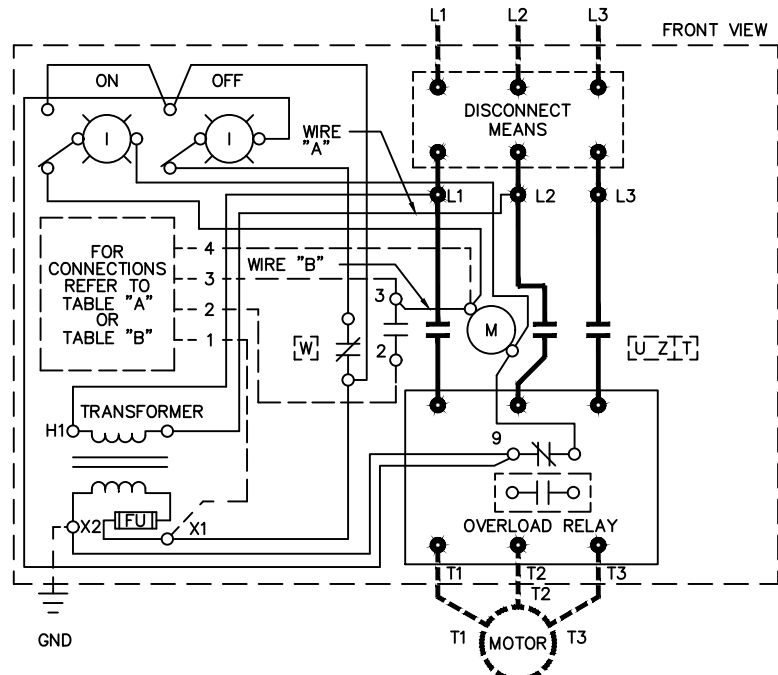 L1 L2 L3
FRONT VIEW
ON OFF
DISCONNECT
MEANS
WIRE
"A"
I I
L1 L2 L3
FOR
CONNECTIONS
REFER TO
TABLE "A"
OR
TABLE "B"
4
3
2
1
WIRE "B"
3
2
W
M
U Z T
TRANSFORMER
H1
9
X2 FU X1
OVERLOAD RELAY
T1 T2 T3
T2
GND
T1 MOTOR T3